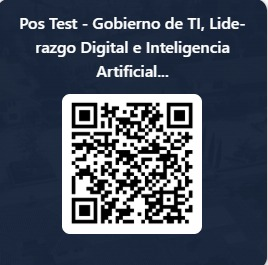 Pos Test - Gobierno de TI, Lide-
razgo Digital e Inteligencia
Artificial...